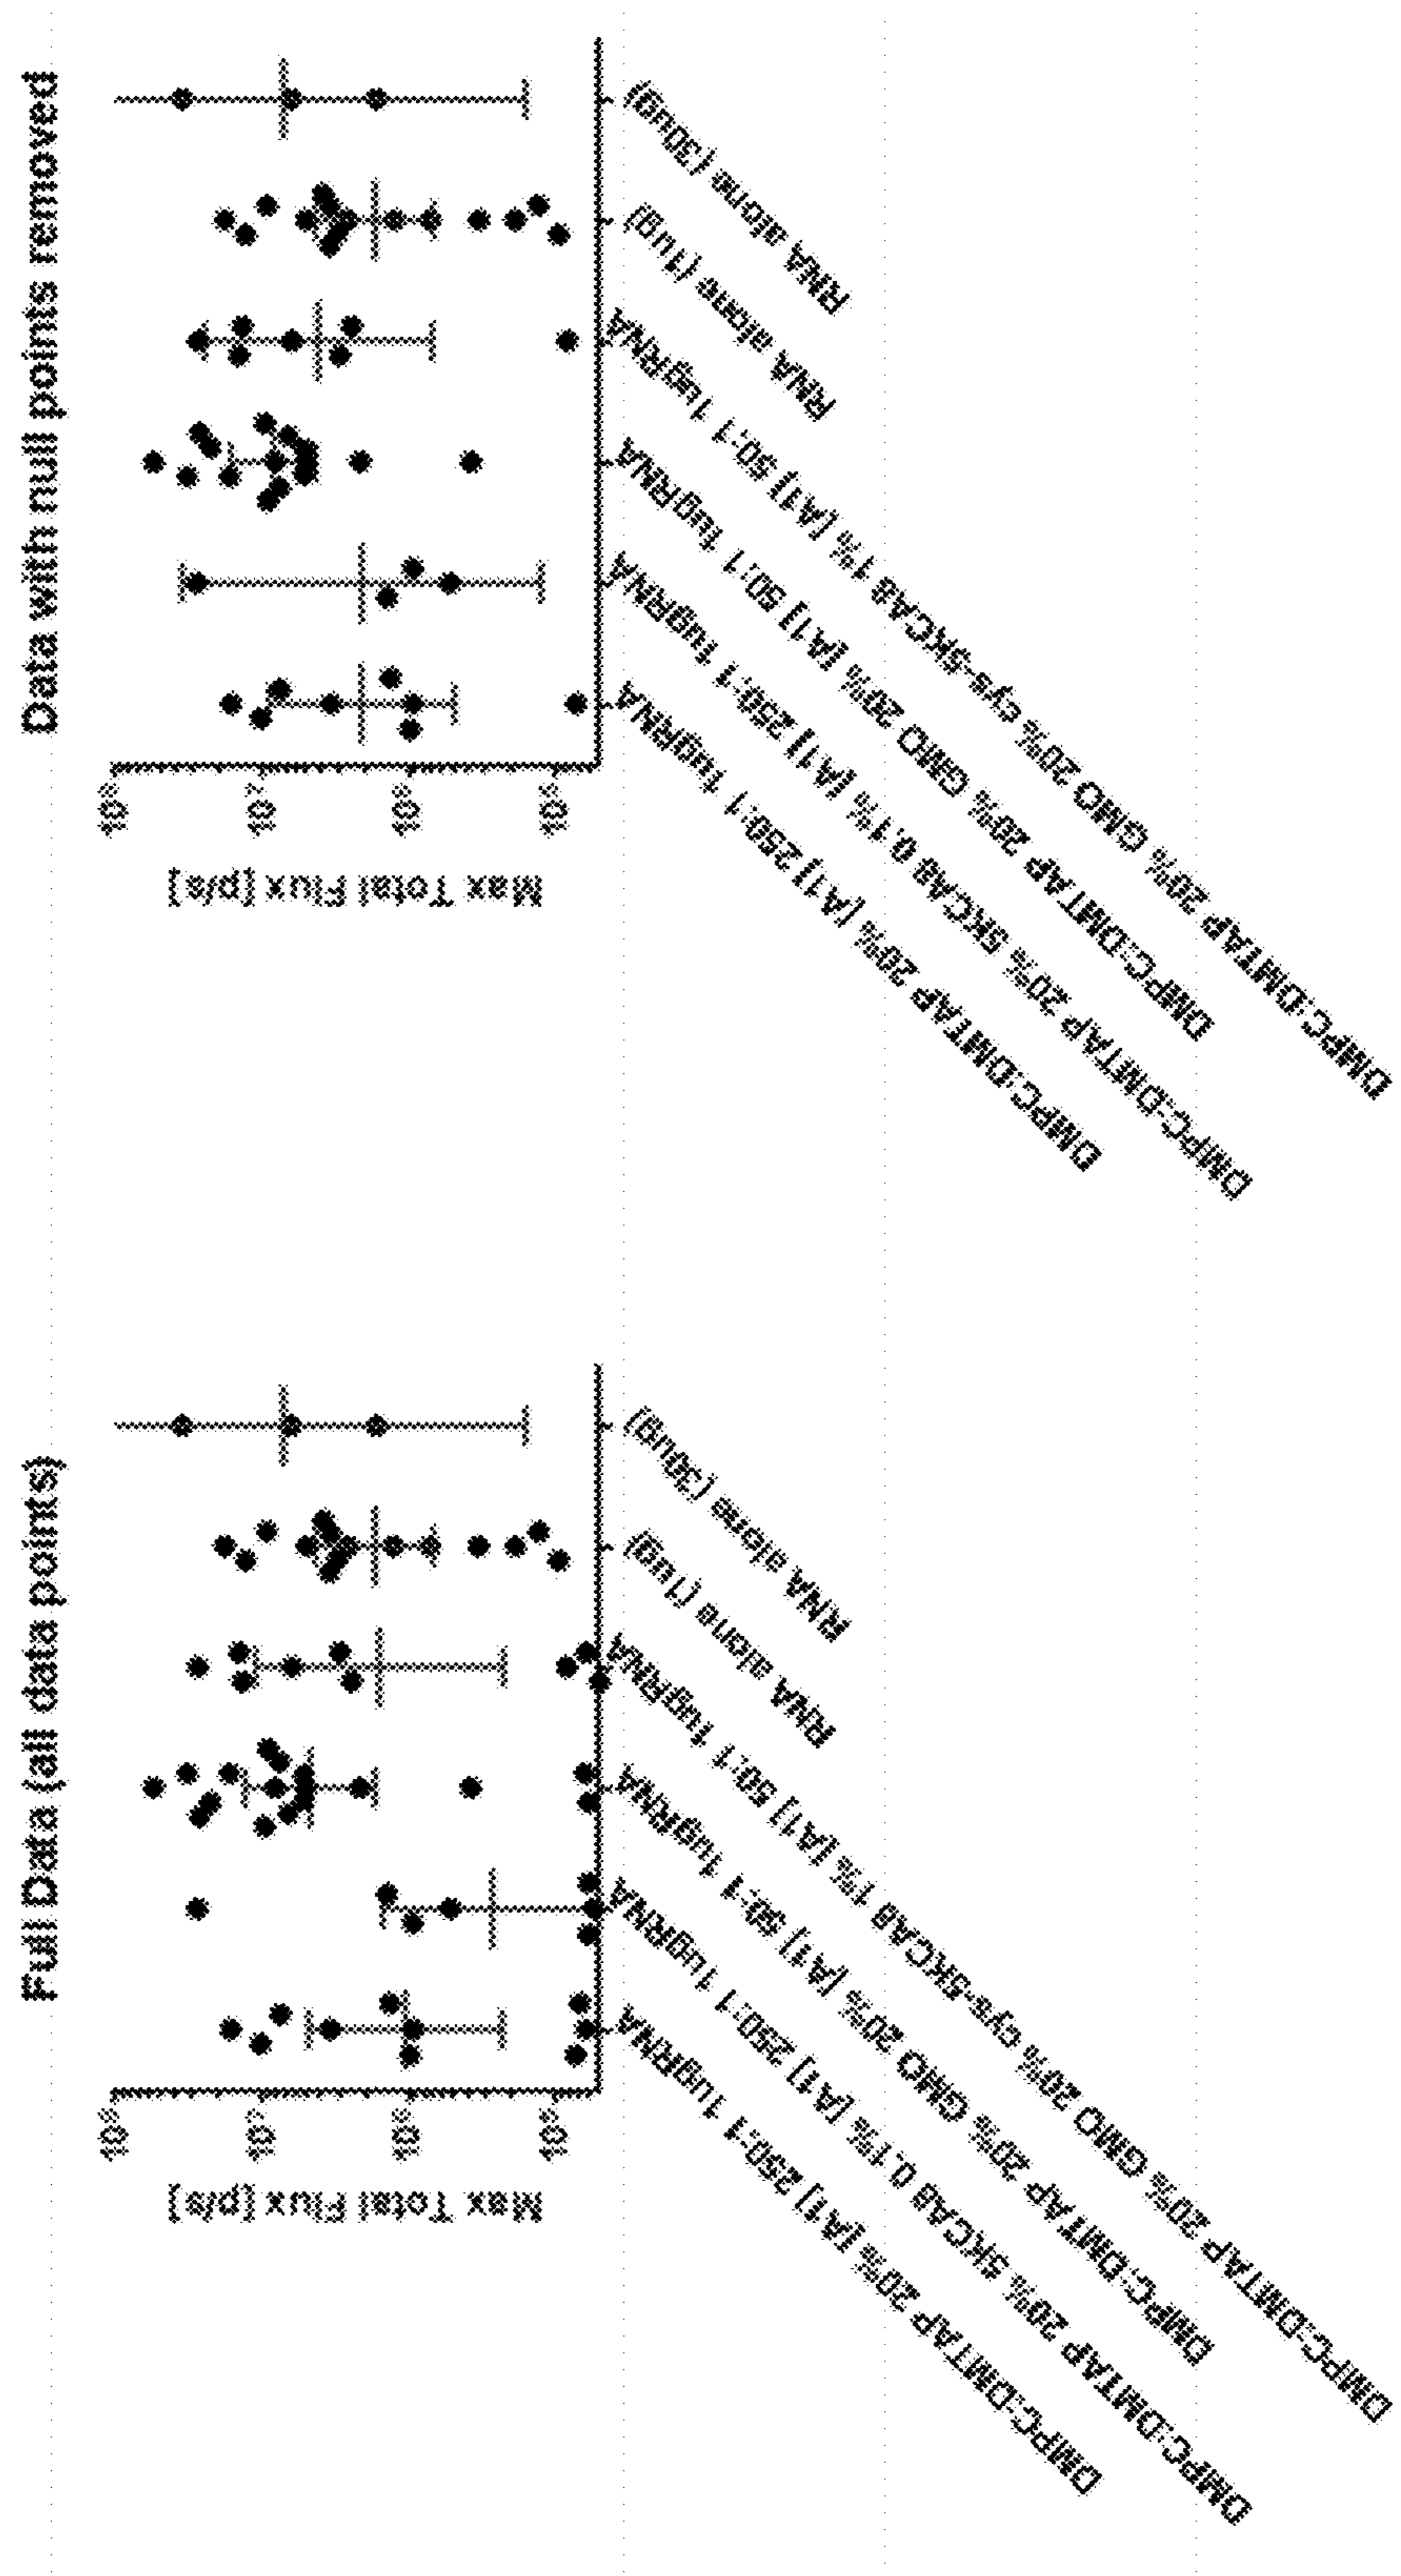 Full Data (all data points)
Max Total Flux [p/s]
10⁸
10⁷
10⁶
10⁵
DMPC:DMTAP 20% [A1] 250:1 1ugRNA
DMPC:DMTAP 20% SKCA8 0.1% [A1] 250:1 1ugRNA
DMPC:DMTAP 20% GMO 20% [A1] 50:1 1ugRNA
DMPC:DMTAP 20% GMO 20% cys-SKCA8 1% [A1] 50:1 1ugRNA
RNA alone (1ug)
RNA alone (30ug)
Data with null points removed
Max Total Flux [p/s]
10⁸
10⁷
10⁶
10⁵
DMPC:DMTAP 20% [A1] 250:1 1ugRNA
DMPC:DMTAP 20% SKCA8 0.1% [A1] 250:1 1ugRNA
DMPC:DMTAP 20% GMO 20% [A1] 50:1 1ugRNA
DMPC:DMTAP 20% GMO 20% cys-SKCA8 1% [A1] 50:1 1ugRNA
RNA alone (1ug)
RNA alone (30ug)